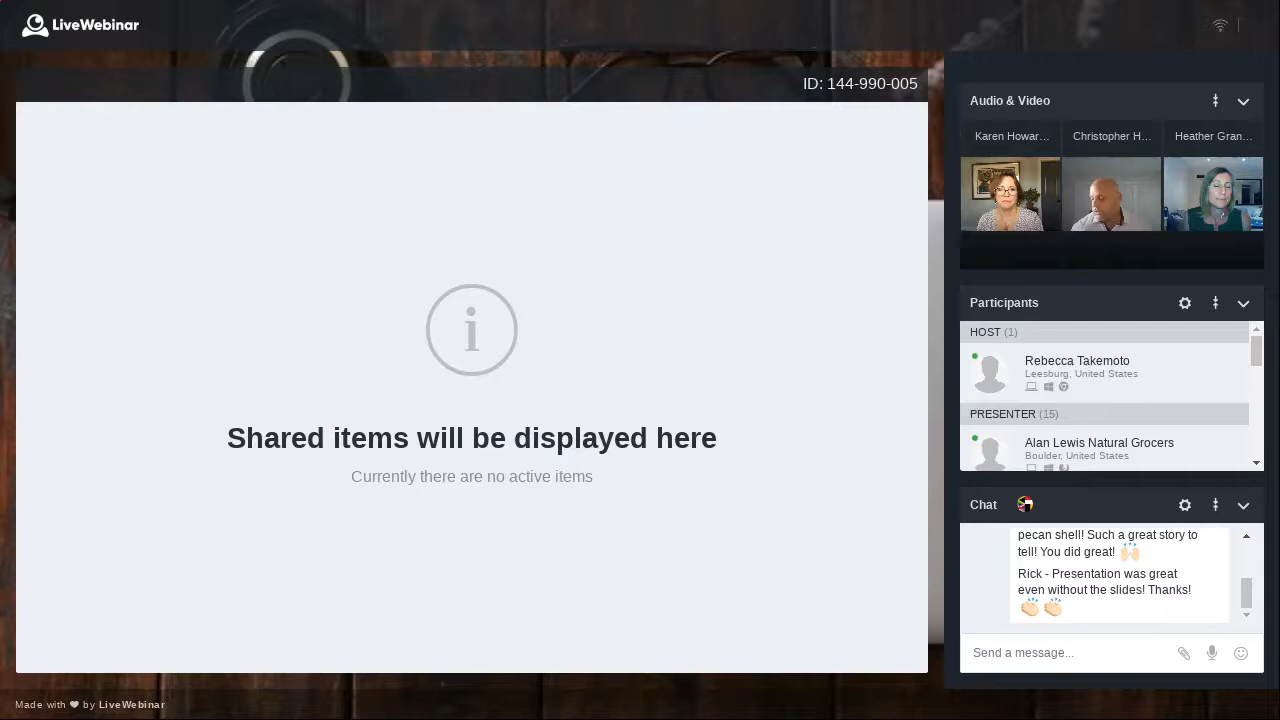 LiveWebinar
ID: 144-990-005
Shared items will be displayed here
Currently there are no active items
Audio & Video
Karen Howar...
Christopher H...
Heather Gran...
Participants
HOST (1)
Rebecca Takemoto
Leesburg, United States
PRESENTER (15)
Alan Lewis Natural Grocers
Boulder, United States
Chat
pecan shell! Such a great story to
tell! You did great! 🙌🏻
Rick - Presentation was great
even without the slides! Thanks!
👏🏻👏🏻
Send a message...
Made with ❤ by LiveWebinar